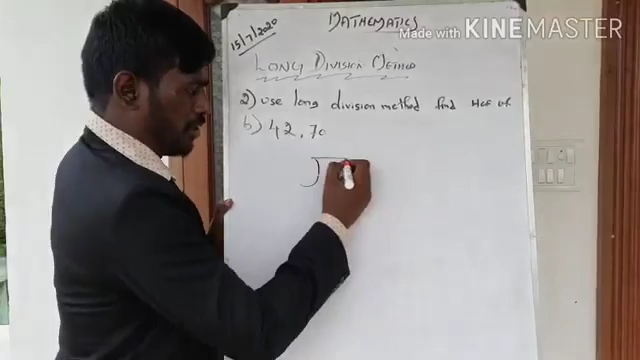 Made with KINEMASTER
15/7/2020
MATHEMATICS
LONG DIVISION METHOD
2) use long division method find HCF of
b) 42, 70